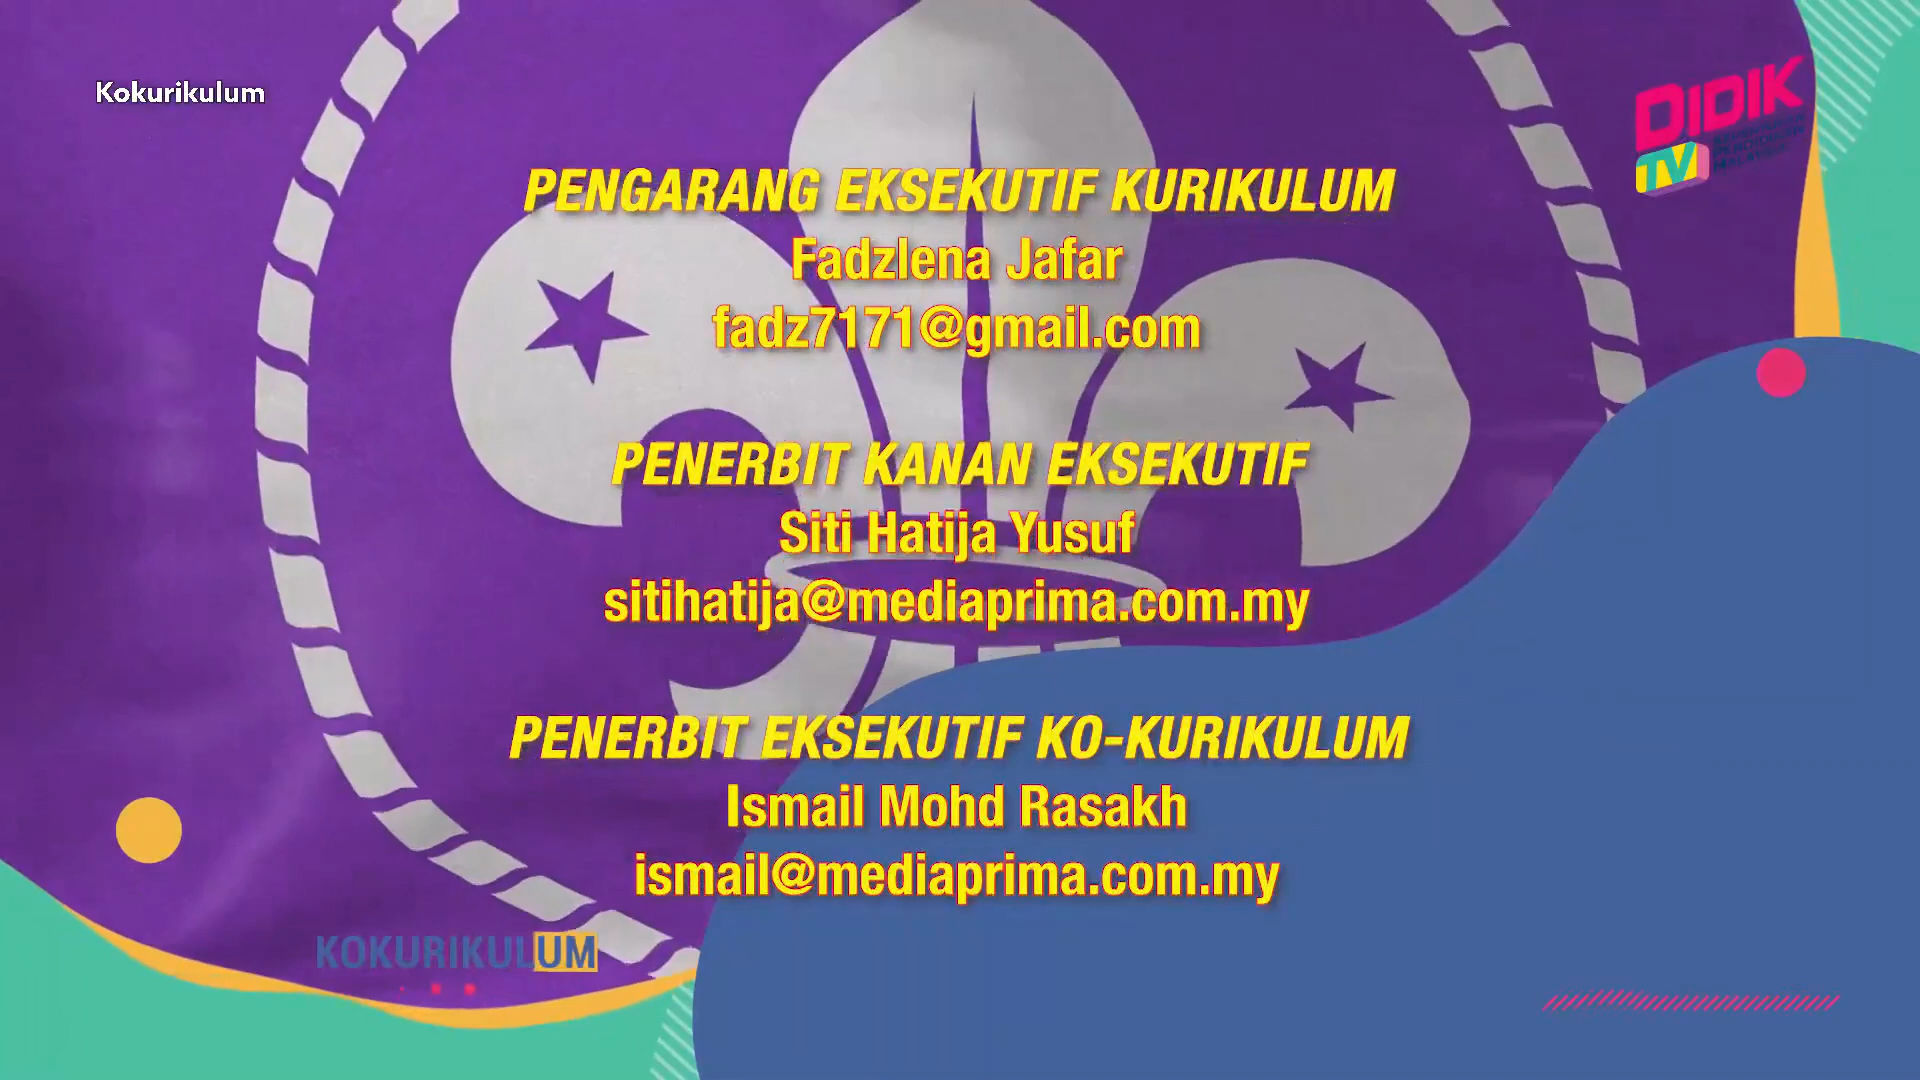 Kokurikulum
DIDIK
TV
PENGARANG EKSEKUTIF KURIKULUM
Fadzlena Jafar
fadz7171@gmail.com
PENERBIT KANAN EKSEKUTIF
Siti Hatija Yusuf
sitihatija@mediaprima.com.my
PENERBIT EKSEKUTIF KO-KURIKULUM
Ismail Mohd Rasakh
ismail@mediaprima.com.my
KOKURIKULUM